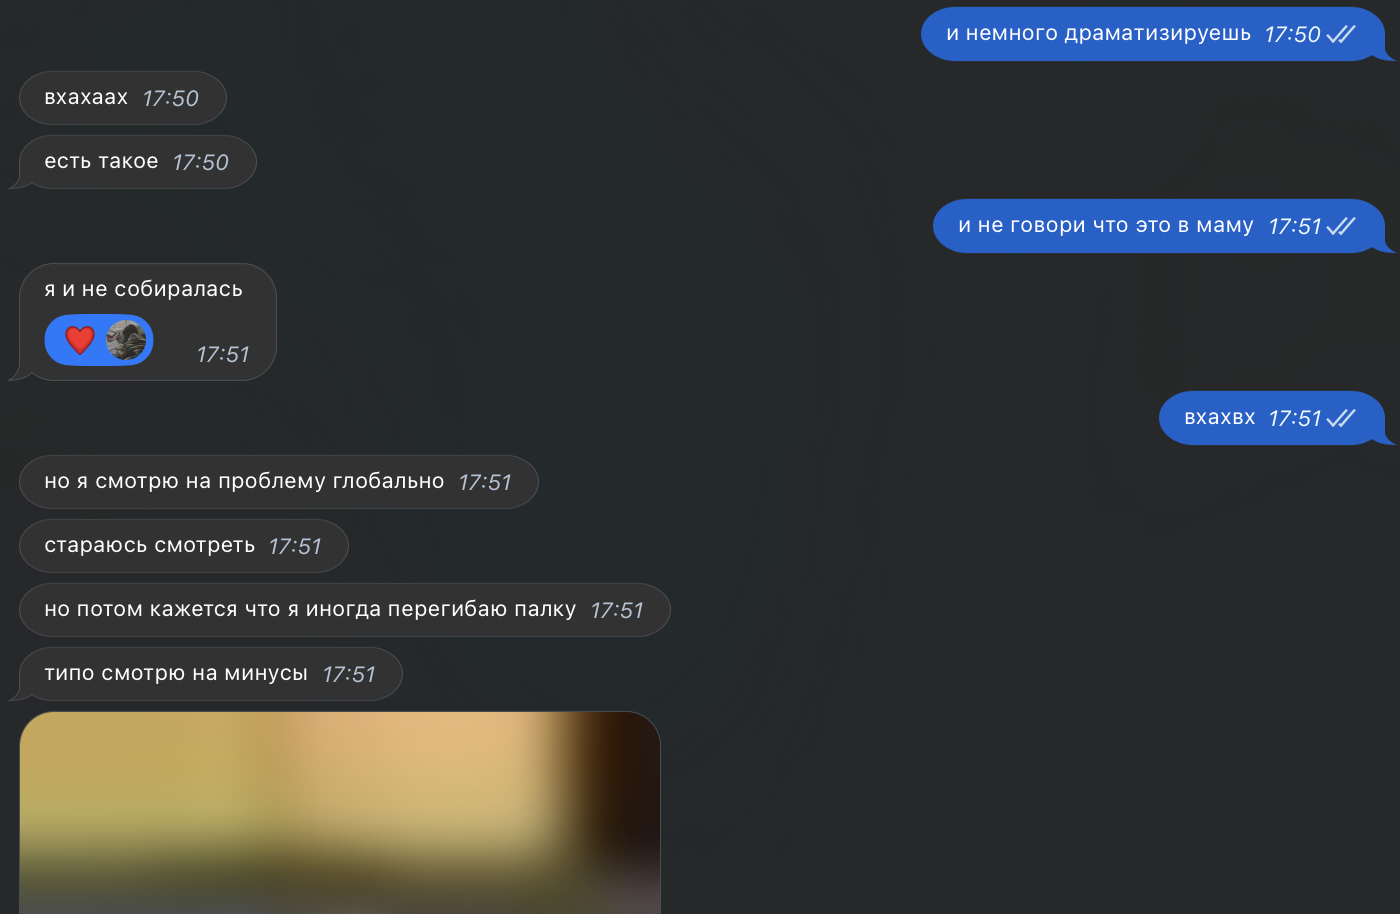 и немного драматизируешь 17:50
вхахаах 17:50
есть такое 17:50
и не говори что это в маму 17:51
я и не собиралась
17:51
вхахвх 17:51
но я смотрю на проблему глобально 17:51
стараюсь смотреть 17:51
но потом кажется что я иногда перегибаю палку 17:51
типо смотрю на минусы 17:51